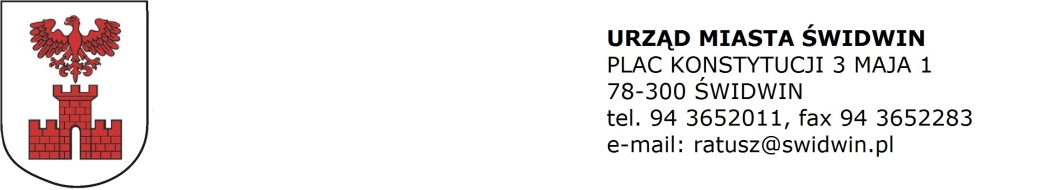 URZĄD MIASTA ŚWIDWIN
PLAC KONSTYTUCJI 3 MAJA 1
78-300 ŚWIDWIN
tel. 94 3652011, fax 94 3652283
e-mail: ratusz@swidwin.pl